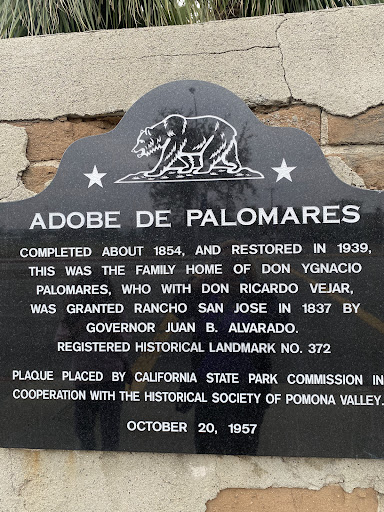 ADOBE DE PALOMARES
COMPLETED ABOUT 1854, AND RESTORED IN 1939,
THIS WAS THE FAMILY HOME OF DON YGNACIO
PALOMARES, WHO WITH DON RICARDO VEJAR,
WAS GRANTED RANCHO SAN JOSE IN 1837 BY
GOVERNOR JUAN B. ALVARADO.
REGISTERED HISTORICAL LANDMARK NO. 372
PLAQUE PLACED BY CALIFORNIA STATE PARK COMMISSION IN
COOPERATION WITH THE HISTORICAL SOCIETY OF POMONA VALLEY.
OCTOBER 20, 1957